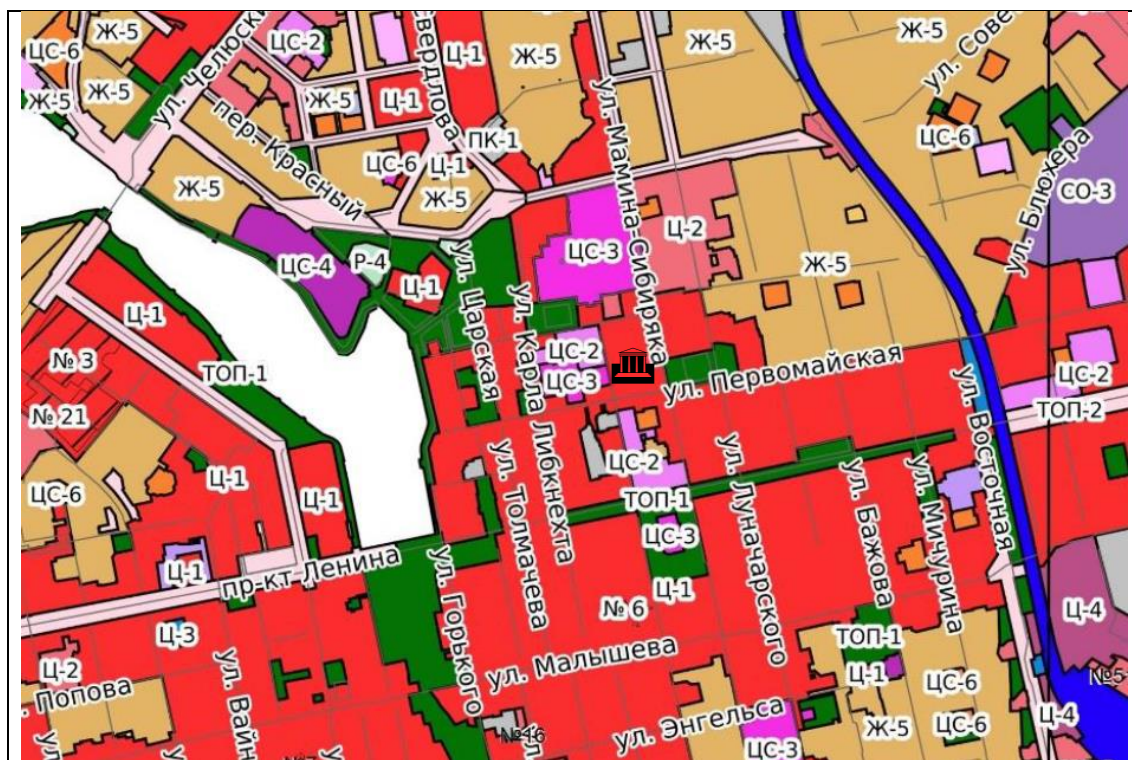 Ж-5
ЦС-6
Ж-5
Ж-5
ул. Челюски
ЦС-2
Ж-5
Ц-1
Свердлова
Ц-1
Ж-5
ПК-1
Ж-5
Ж-5
ул. Сове
ЦС-6
пер. Красный
ЦС-6
Ц-1
Ж-5
Ж-5
ул. Мамина-Сибиряка
ул. Блюхера
СО-3
ЦС-4
Р-4
Ц-1
ул. Царская
ЦС-3
Ц-2
Ж-5
Ц-1
№ 3
ТОП-1
ул. Карла Либкнехта
ЦС-2
ЦС-3
ул. Первомайская
ЦС-2
ТОП-2
№ 21
ул. Восточная
ЦС-6
Ц-1
Ц-1
ул. Толмачева
ЦС-2
ТОП-1
ул. Луначарского
ул. Бажова
ул. Мичурина
ЦС-3
Ц-1
пр-кт-Ленина
ул. Горького
Ц-1
№ 6
Ц-4
Ц-3
ТОП-1
Ц-2
ул. Малышева
Ц-1
ЦС-6
№5
. Попова
ул. Вайн
ул. Энгельса
Ж-5
ЦС-6
Ц-4
№16
ЦС-3
ул
ул